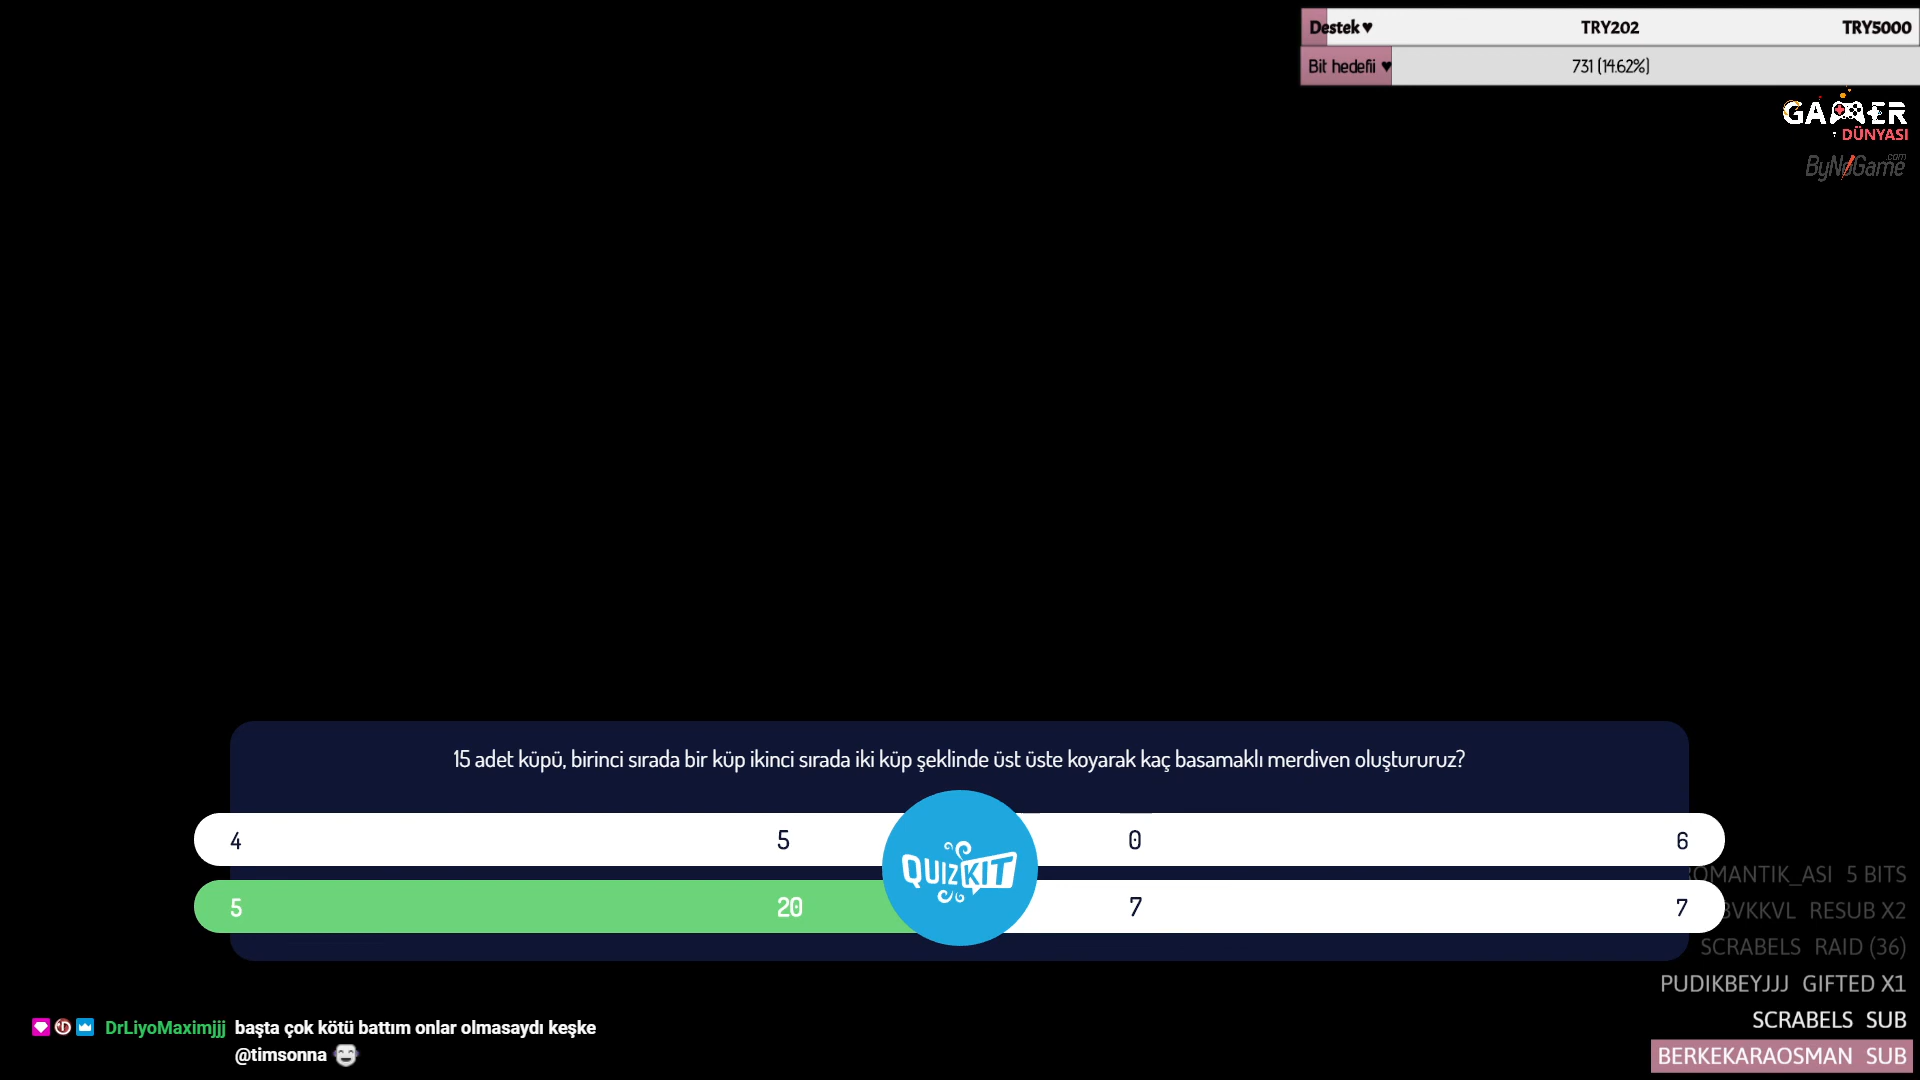 Destek ♥ TRY202 TRY5000
Bit hedefii ♥ 731 (14.62%)
GAMER
DÜNYASI
ByNoGame.com
15 adet küpü, birinci sırada bir küp ikinci sırada iki küp şeklinde üst üste koyarak kaç basamaklı merdiven oluştururuz?
4 5 0 6
QUIZKIT
5 20 7 7
ROMANTIK_ASI 5 BITS
BVKKVL RESUB X2
SCRABELS RAID (36)
PUDIKBEYJJJ GIFTED X1
SCRABELS SUB
BERKEKARAOSMAN SUB
DrLiyoMaximjjj başta çok kötü battım onlar olmasaydı keşke
@timsonna